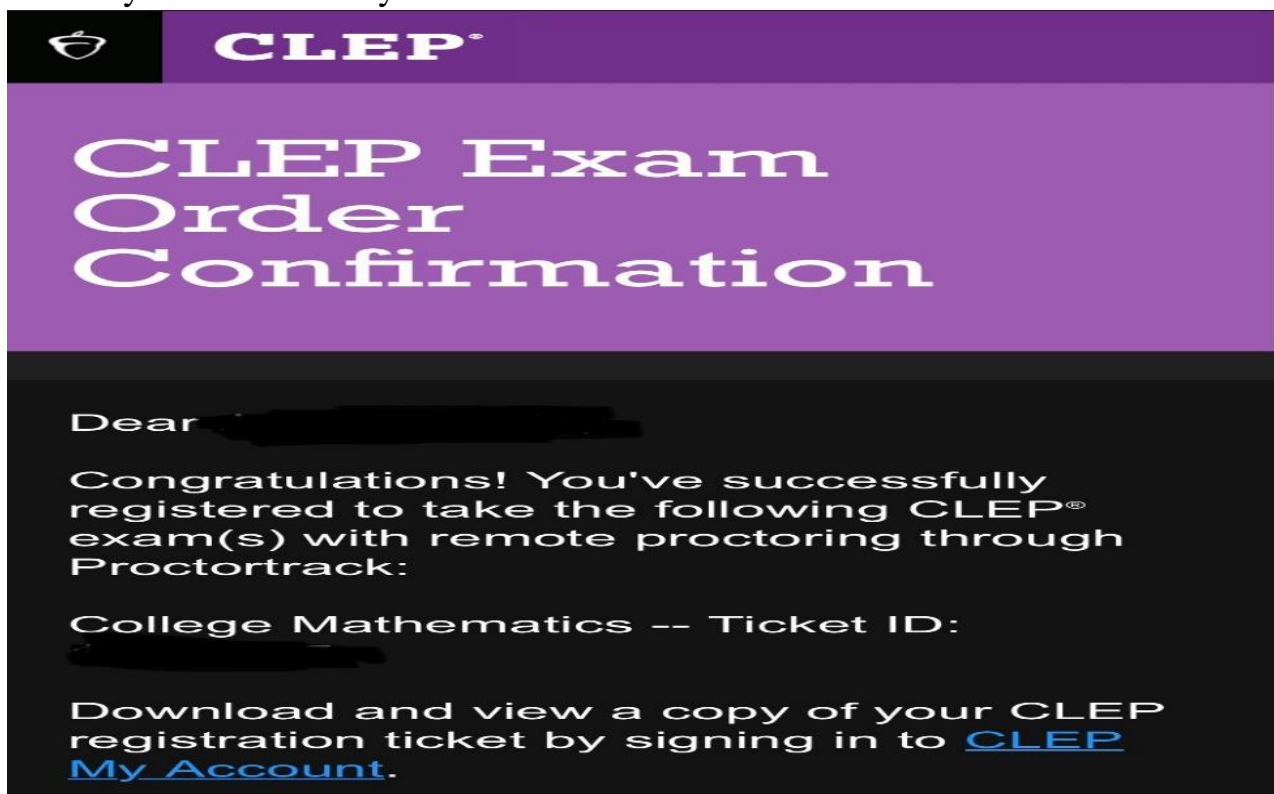 CLEP®
CLEP Exam
Order
Confirmation
Dear
Congratulations! You've successfully
registered to take the following CLEP®
exam(s) with remote proctoring through
Proctortrack:
College Mathematics -- Ticket ID:
Download and view a copy of your CLEP
registration ticket by signing in to CLEP
My Account.